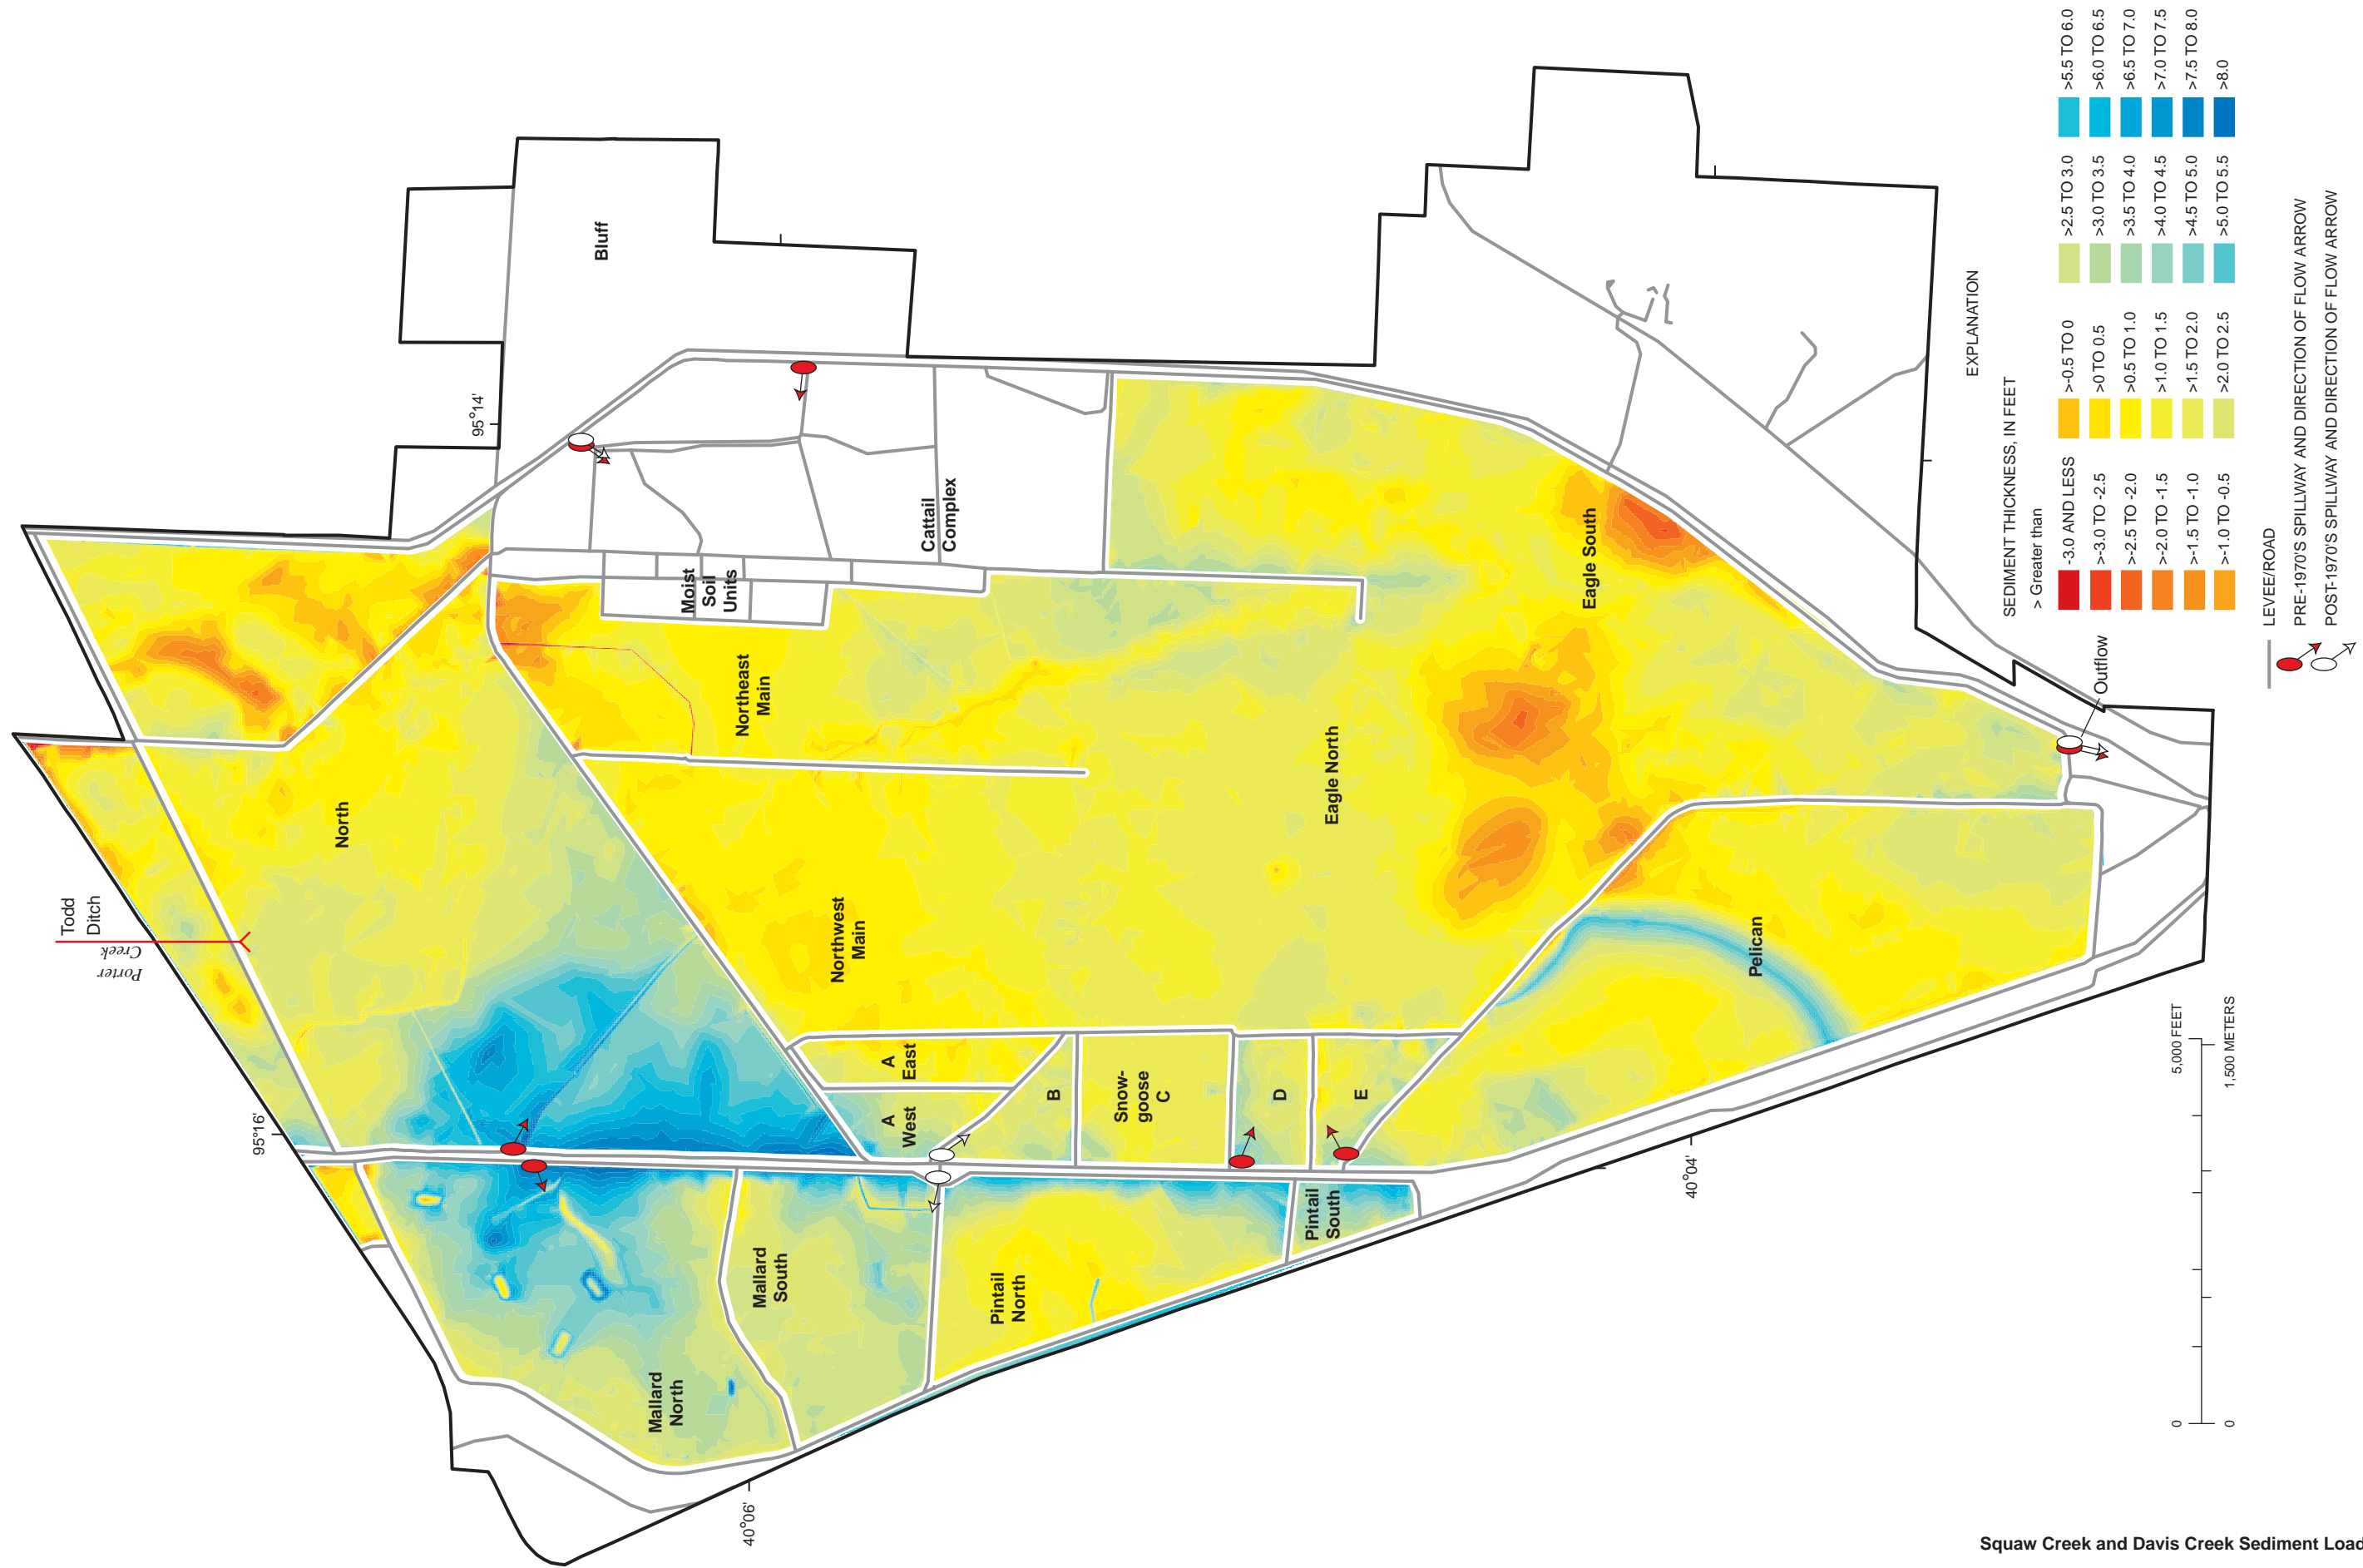 Todd
Ditch
Porter
Creek
95°16'
95°14'
Bluff
North
Moist
Soil
Units
Cattail
Complex
Northeast
Main
Northwest
Main
A
East
A
West
B
Snow-
goose
C
D
E
Eagle North
Eagle South
Pelican
Mallard
North
Mallard
South
Pintail
North
Pintail
South
Outflow
40°06'
40°04'
0
5,000 FEET
0
1,500 METERS
EXPLANATION
SEDIMENT THICKNESS, IN FEET
> Greater than
-3.0 AND LESS
>-3.0 TO -2.5
>-2.5 TO -2.0
>-2.0 TO -1.5
>-1.5 TO -1.0
>-1.0 TO -0.5
>-0.5 TO 0
>0 TO 0.5
>0.5 TO 1.0
>1.0 TO 1.5
>1.5 TO 2.0
>2.0 TO 2.5
>2.5 TO 3.0
>3.0 TO 3.5
>3.5 TO 4.0
>4.0 TO 4.5
>4.5 TO 5.0
>5.0 TO 5.5
>5.5 TO 6.0
>6.0 TO 6.5
>6.5 TO 7.0
>7.0 TO 7.5
>7.5 TO 8.0
>8.0
LEVEE/ROAD
PRE-1970'S SPILLWAY AND DIRECTION OF FLOW ARROW
POST-1970'S SPILLWAY AND DIRECTION OF FLOW ARROW
Squaw Creek and Davis Creek Sediment Load